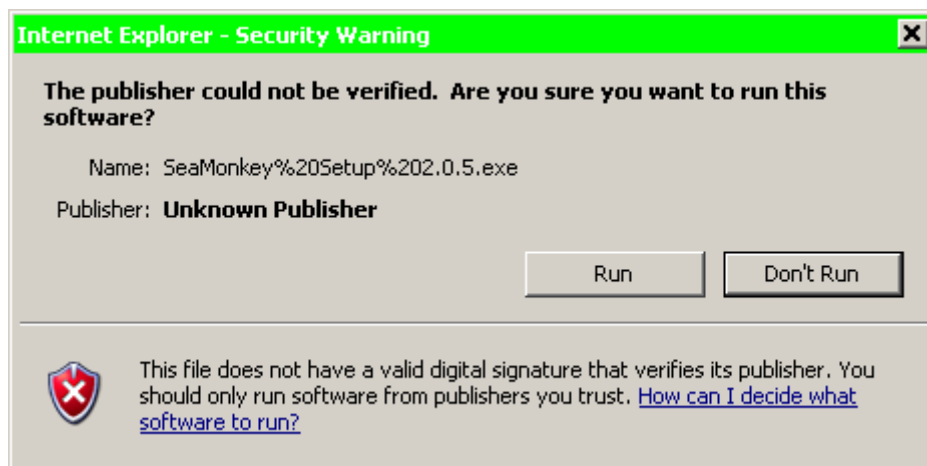 Internet Explorer - Security Warning
The publisher could not be verified.  Are you sure you want to run this
software?
Name: SeaMonkey%20Setup%202.0.5.exe
Publisher: Unknown Publisher
Run Don't Run
This file does not have a valid digital signature that verifies its publisher. You
should only run software from publishers you trust. How can I decide what
software to run?